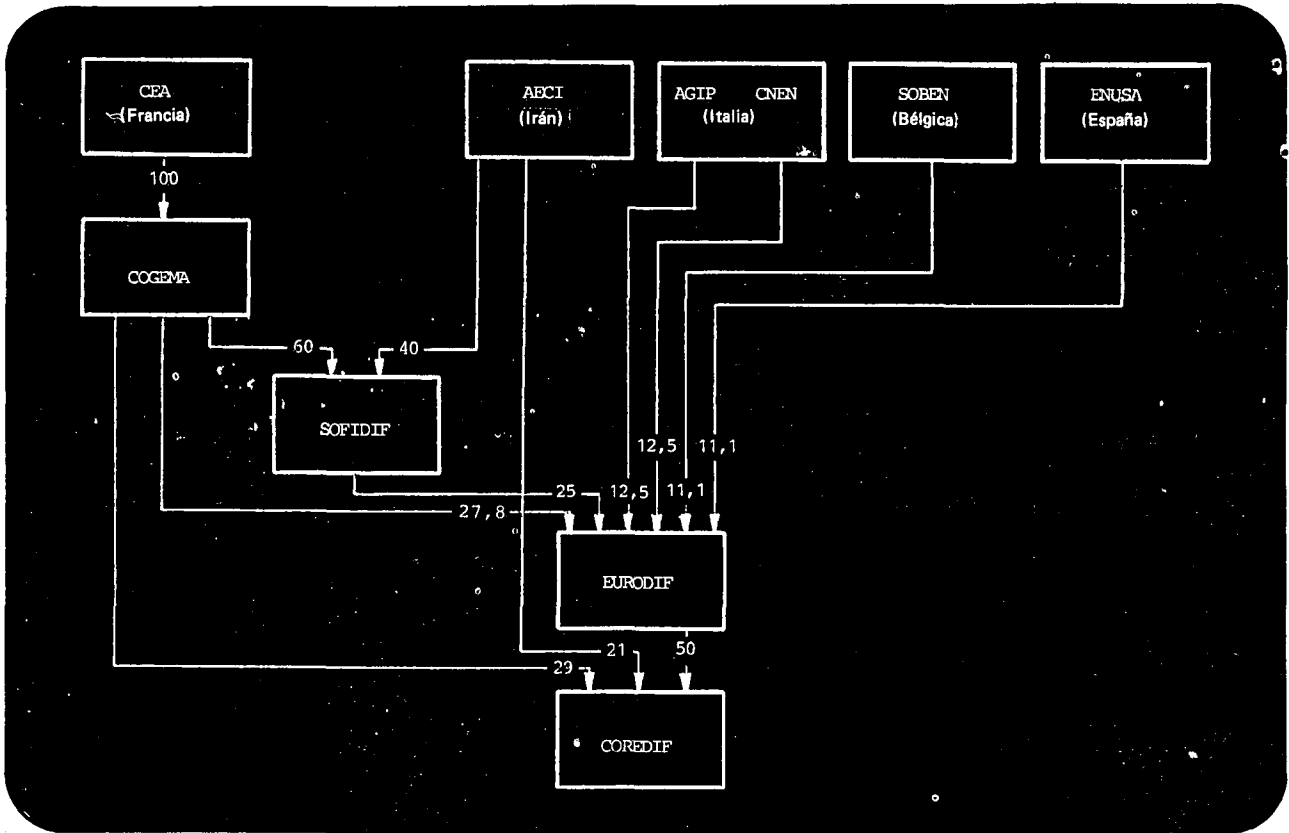 CEA
(Francia)
AECI
(Irán)
AGIP CNEN
(Italia)
SOBEN
(Bélgica)
ENUSA
(España)
100
COGEMA
60
40
SOFIDIF
12,5
11,1
25
12,5
11,1
27,8
EURODIF
21
50
29
COREDIF